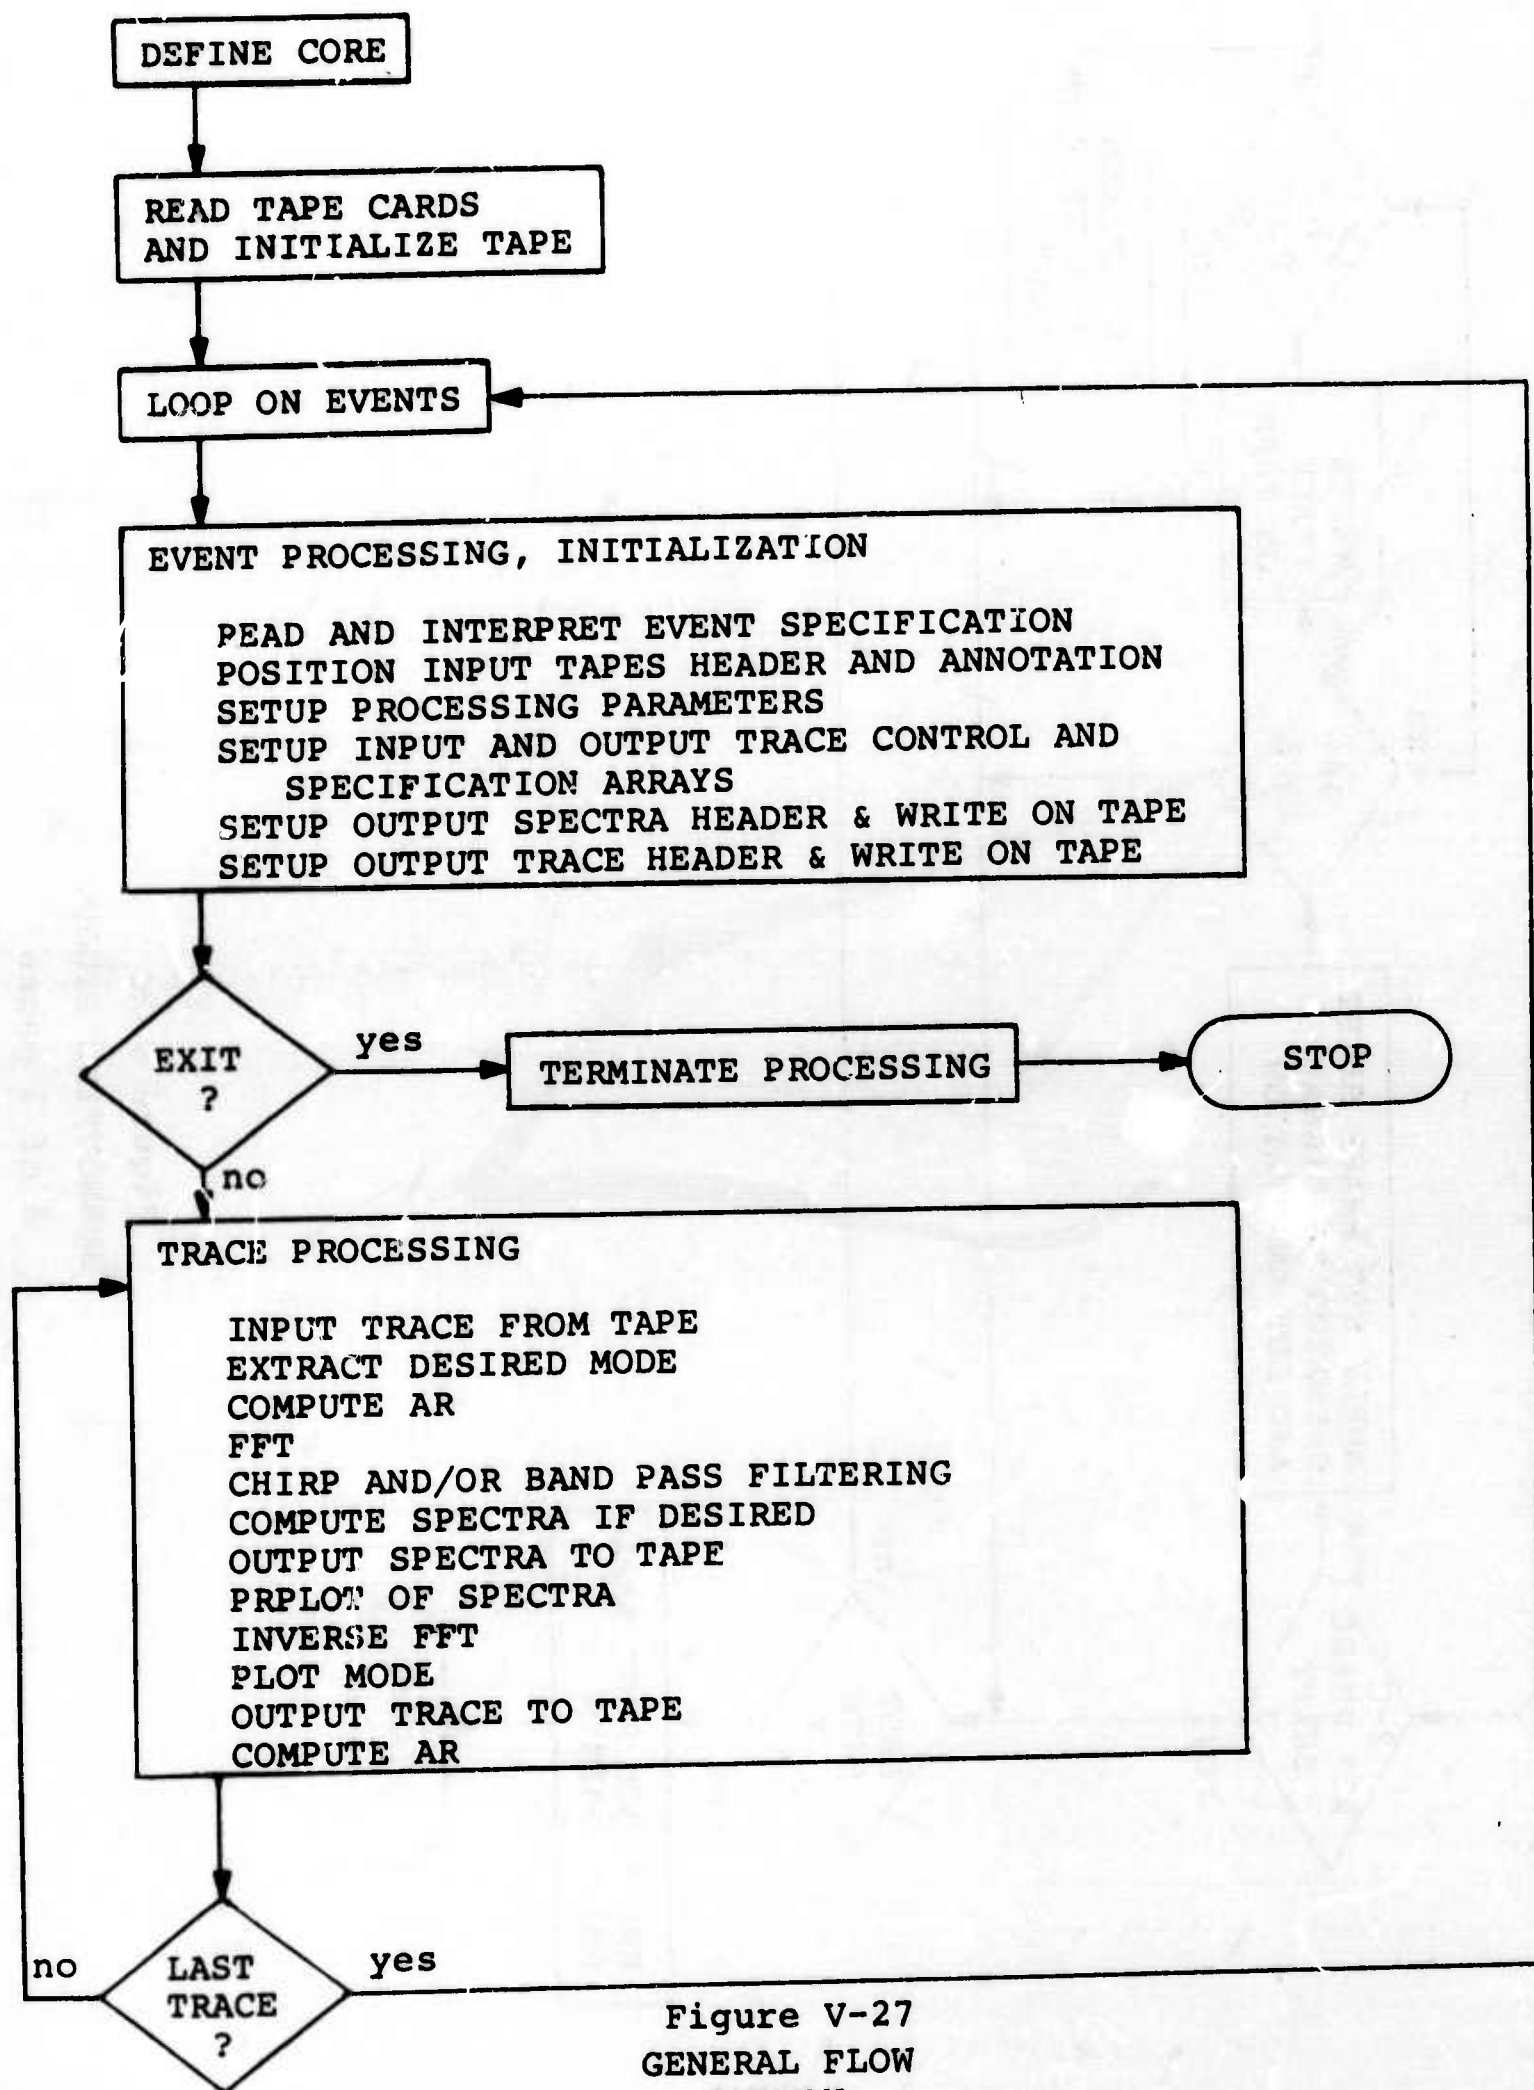 DEFINE CORE
READ TAPE CARDS
AND INITIALIZE TAPE
LOOP ON EVENTS
EVENT PROCESSING, INITIALIZATION
PEAD AND INTERPRET EVENT SPECIFICATION
POSITION INPUT TAPES HEADER AND ANNOTATION
SETUP PROCESSING PARAMETERS
SETUP INPUT AND OUTPUT TRACE CONTROL AND
SPECIFICATION ARRAYS
SETUP OUTPUT SPECTRA HEADER & WRITE ON TAPE
SETUP OUTPUT TRACE HEADER & WRITE ON TAPE
EXIT
?
yes
TERMINATE PROCESSING
STOP
no
TRACE PROCESSING
INPUT TRACE FROM TAPE
EXTRACT DESIRED MODE
COMPUTE AR
FFT
CHIRP AND/OR BAND PASS FILTERING
COMPUTE SPECTRA IF DESIRED
OUTPUT SPECTRA TO TAPE
PRPLOT OF SPECTRA
INVERSE FFT
PLOT MODE
OUTPUT TRACE TO TAPE
COMPUTE AR
no
LAST
TRACE
?
yes
Figure V-27
GENERAL FLOW